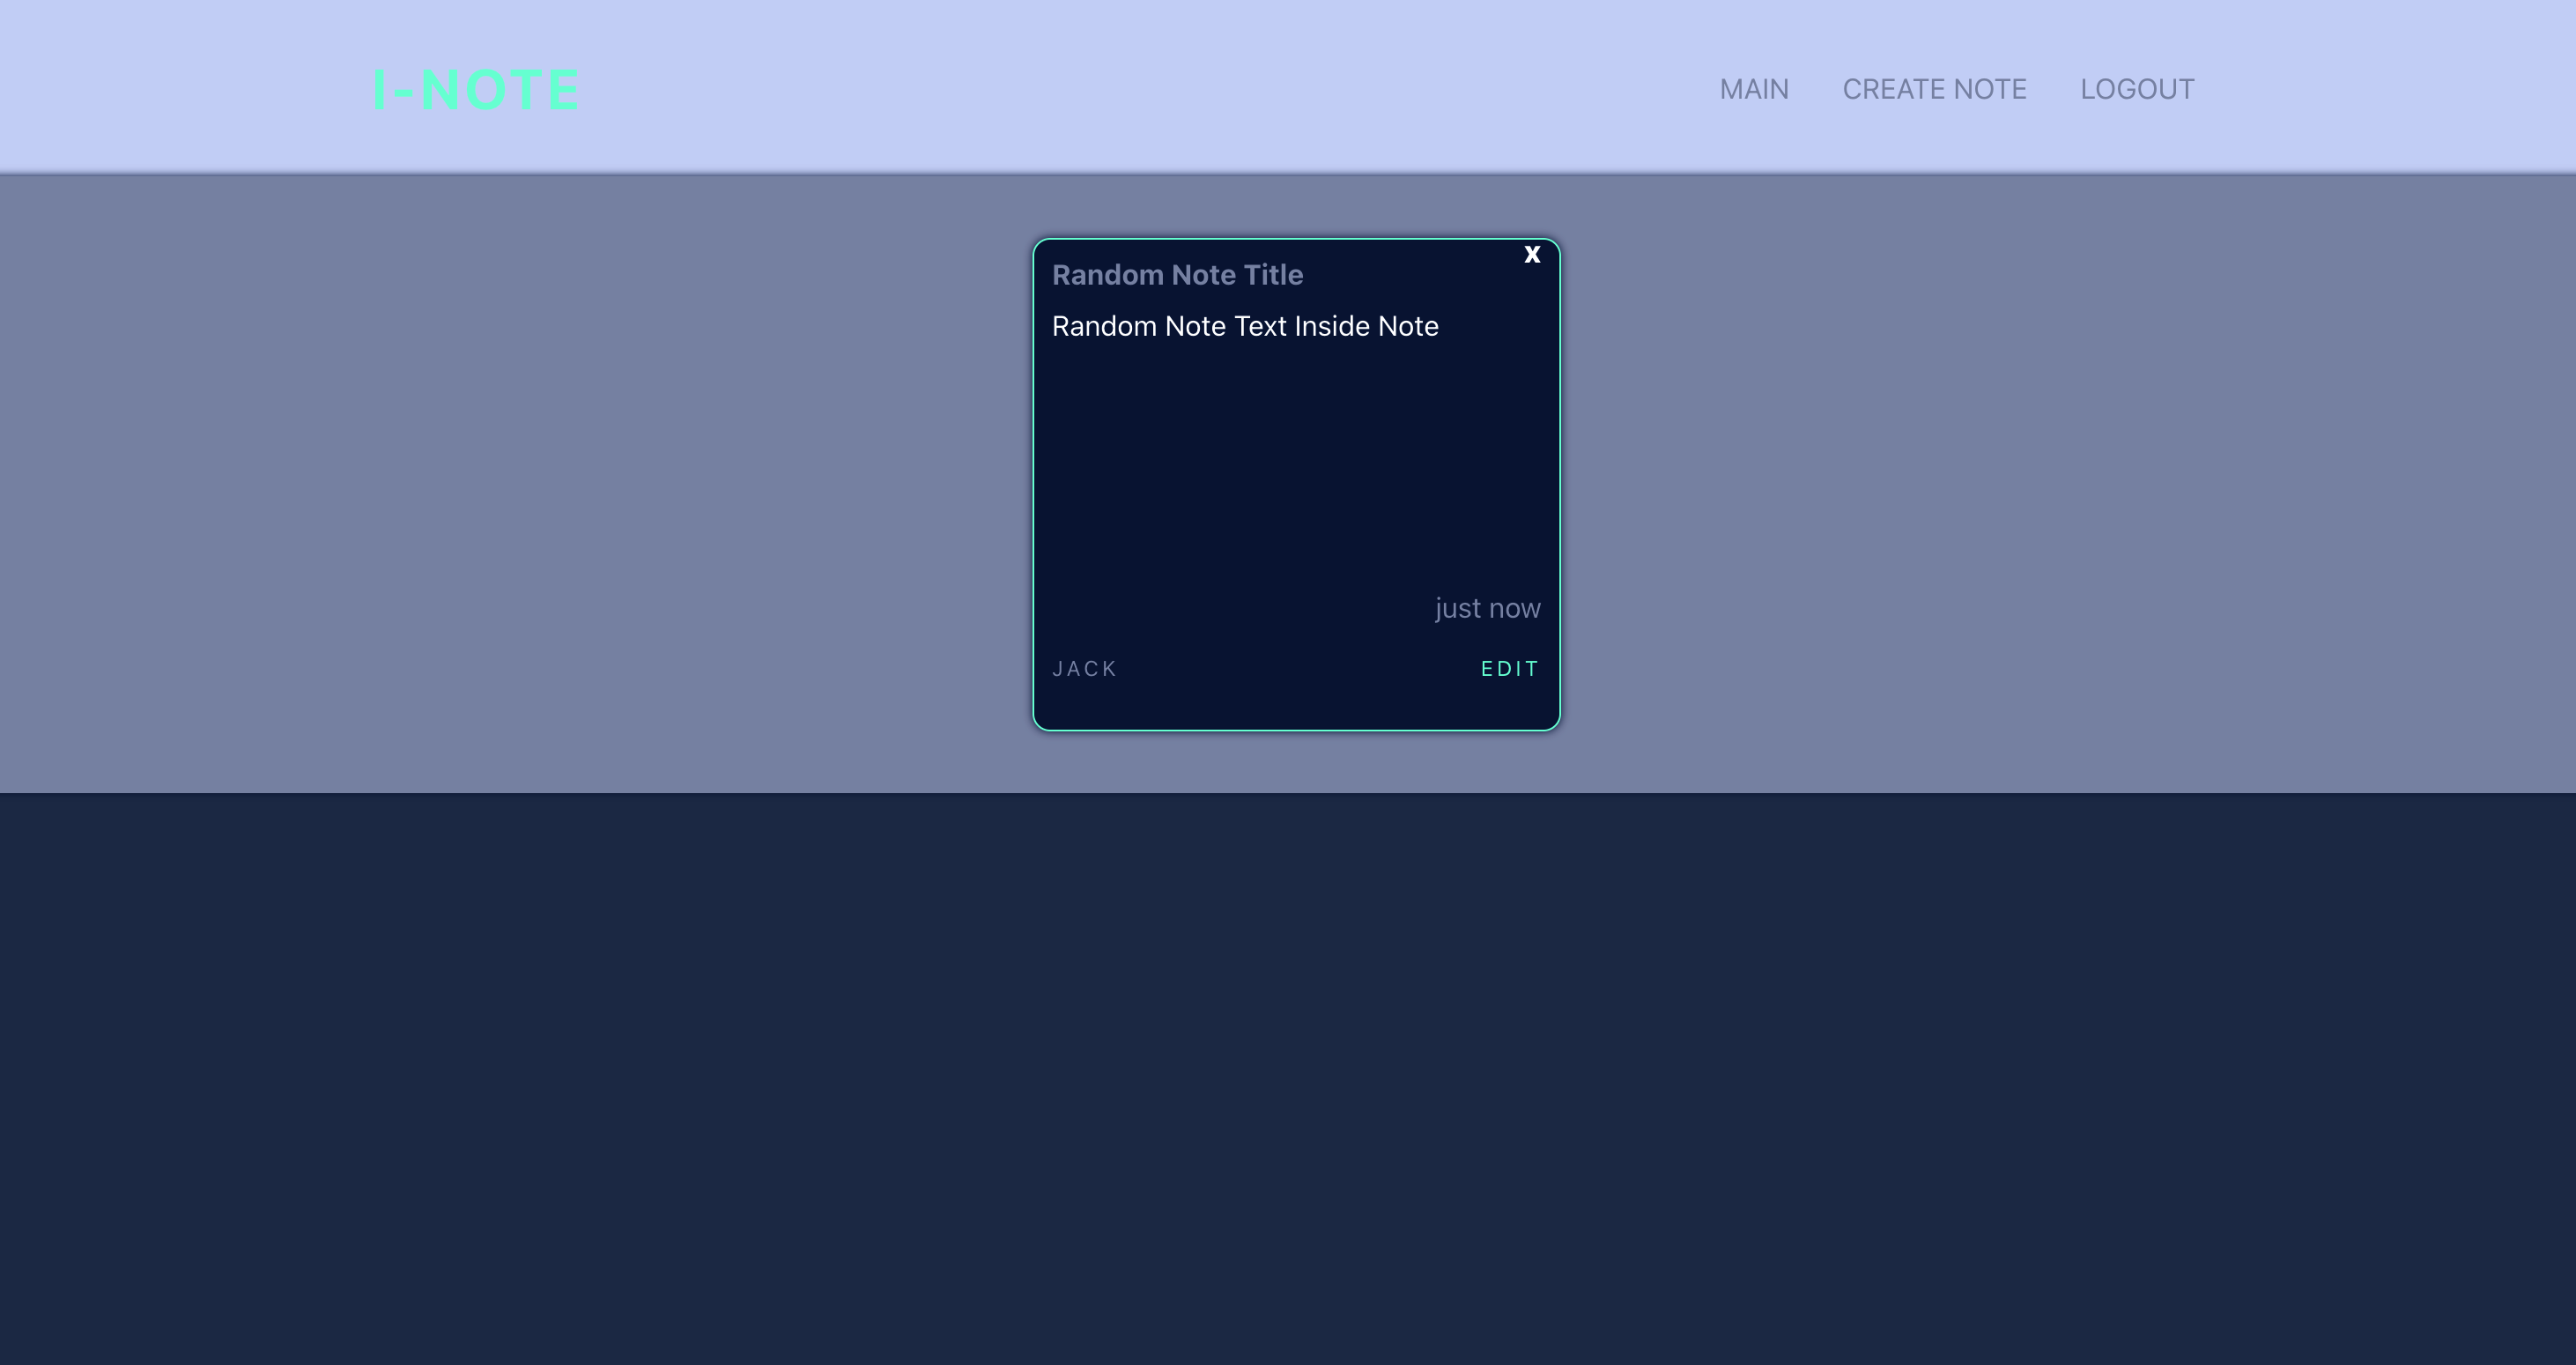 I-NOTE
MAIN CREATE NOTE LOGOUT
X
Random Note Title
Random Note Text Inside Note
just now
JACK EDIT